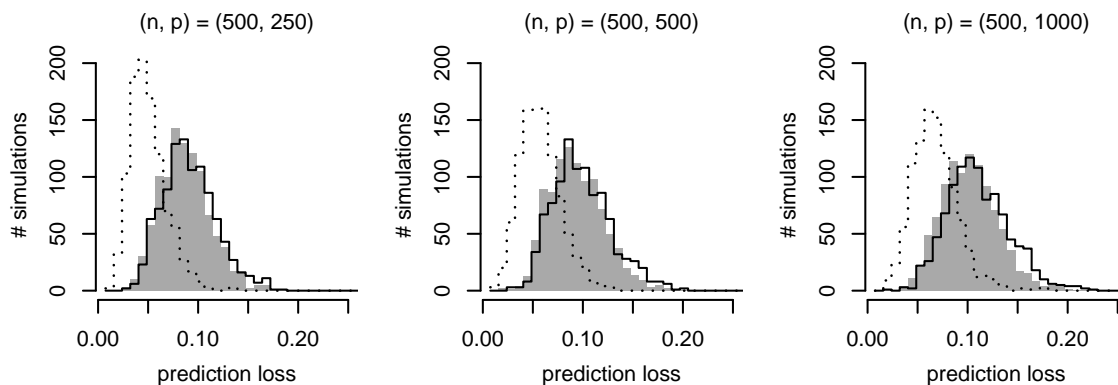 (n, p) = (500, 250)
# simulations
200
150
100
50
0
0.00 0.10 0.20
prediction loss
(n, p) = (500, 500)
# simulations
200
150
100
50
0
0.00 0.10 0.20
prediction loss
(n, p) = (500, 1000)
# simulations
200
150
100
50
0
0.00 0.10 0.20
prediction loss